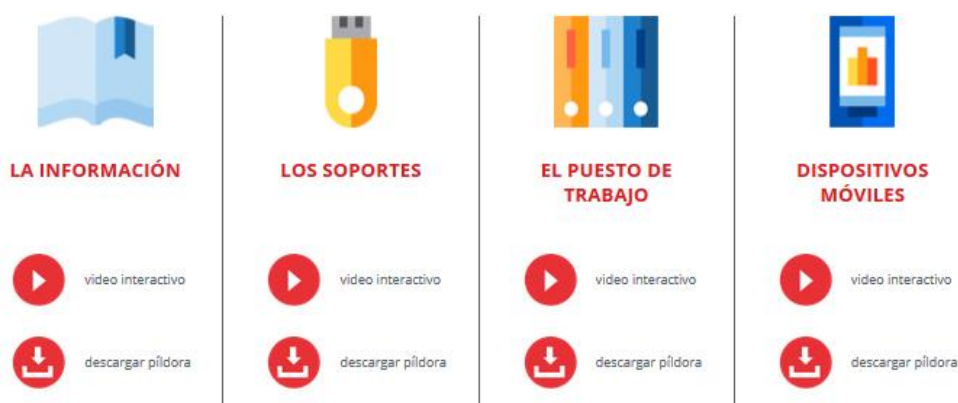 LA INFORMACIÓN
video interactivo
descargar píldora
LOS SOPORTES
video interactivo
descargar píldora
EL PUESTO DE
TRABAJO
video interactivo
descargar píldora
DISPOSITIVOS
MÓVILES
video interactivo
descargar píldora